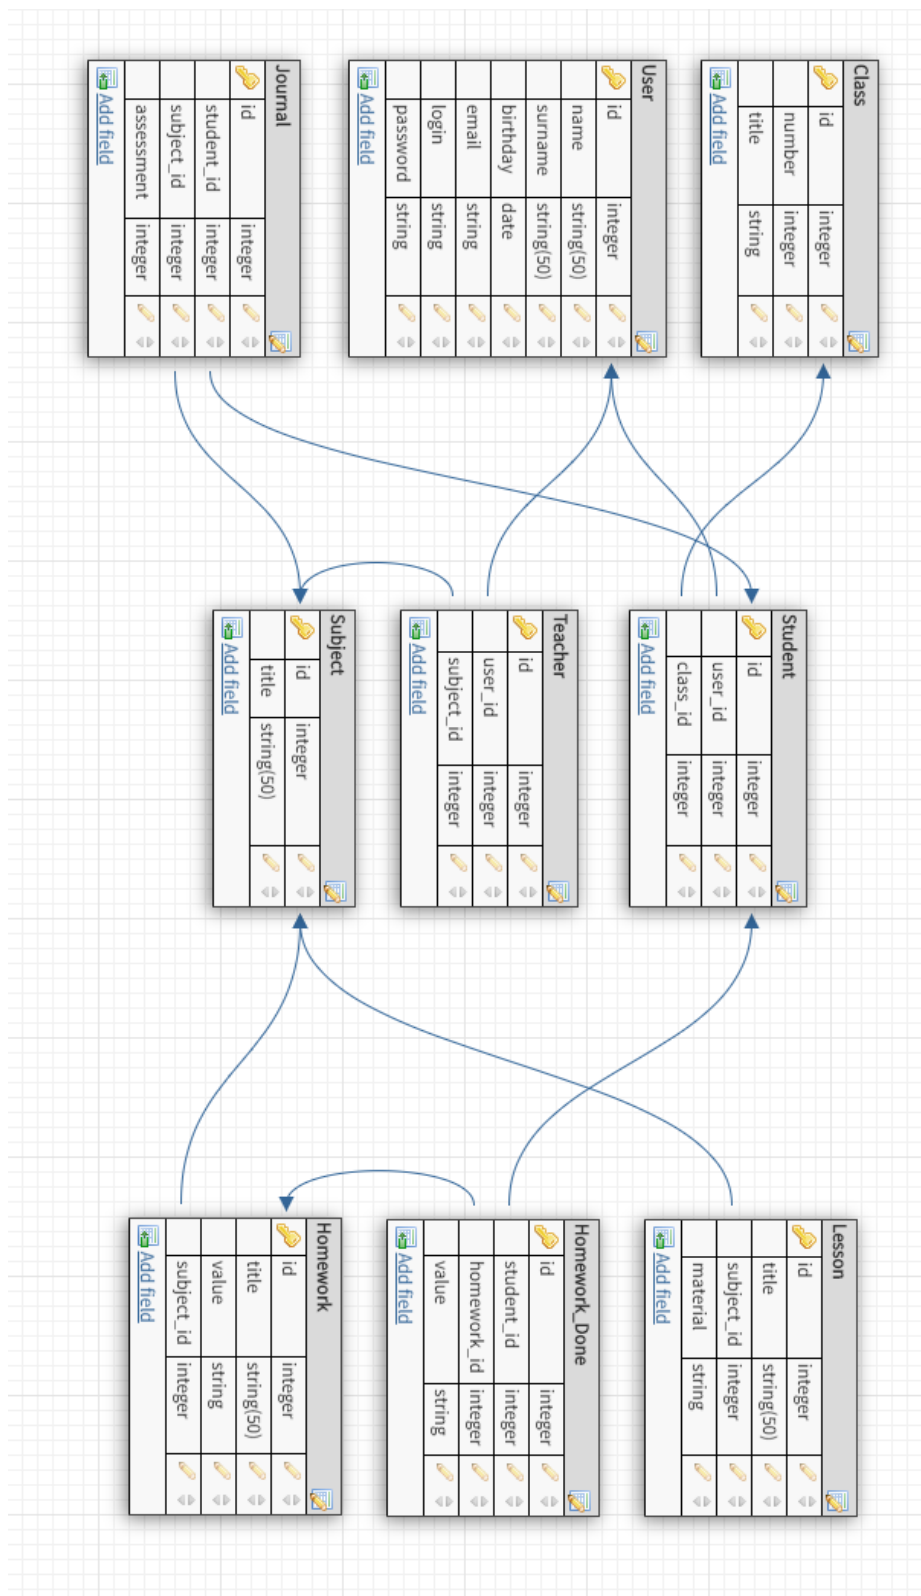 Class
id integer
number integer
title string
Add field
User
id integer
name string(50)
surname string(50)
birthday date
email string
login string
password string
Add field
Journal
id integer
student_id integer
subject_id integer
assessment integer
Add field
Student
id integer
user_id integer
class_id integer
Add field
Teacher
id integer
user_id integer
subject_id integer
Add field
Subject
id integer
title string(50)
Add field
Lesson
id integer
title string(50)
subject_id integer
material string
Add field
Homework_Done
id integer
student_id integer
homework_id integer
value string
Add field
Homework
id integer
title string(50)
value string
subject_id integer
Add field